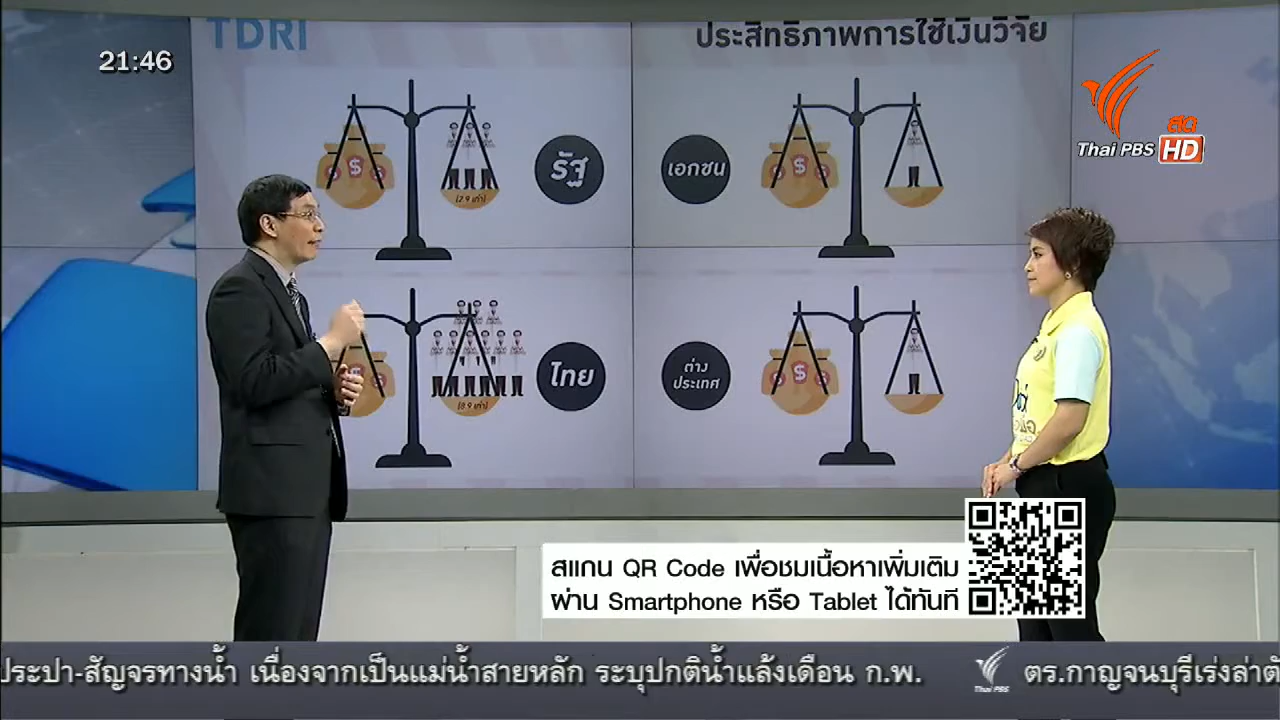 TDRI
ประสิทธิภาพการใช้เงินวิจัย
21:46
สด
Thai PBS HD
รัฐ
เอกชน
(2.9 เท่า)
ไทย
ต่าง
ประเทศ
(8.9 เท่า)
สแกน QR Code เพื่อชมเนื้อหาเพิ่มเติม
ผ่าน Smartphone หรือ Tablet ได้ทันที
ประปา-สัญจรทางน้ำ เนื่องจากเป็นแม่น้ำสายหลัก ระบุปกติน้ำแล้งเดือน ก.พ.
Thai PBS
ตร.กาญจนบุรีเร่งล่าตั